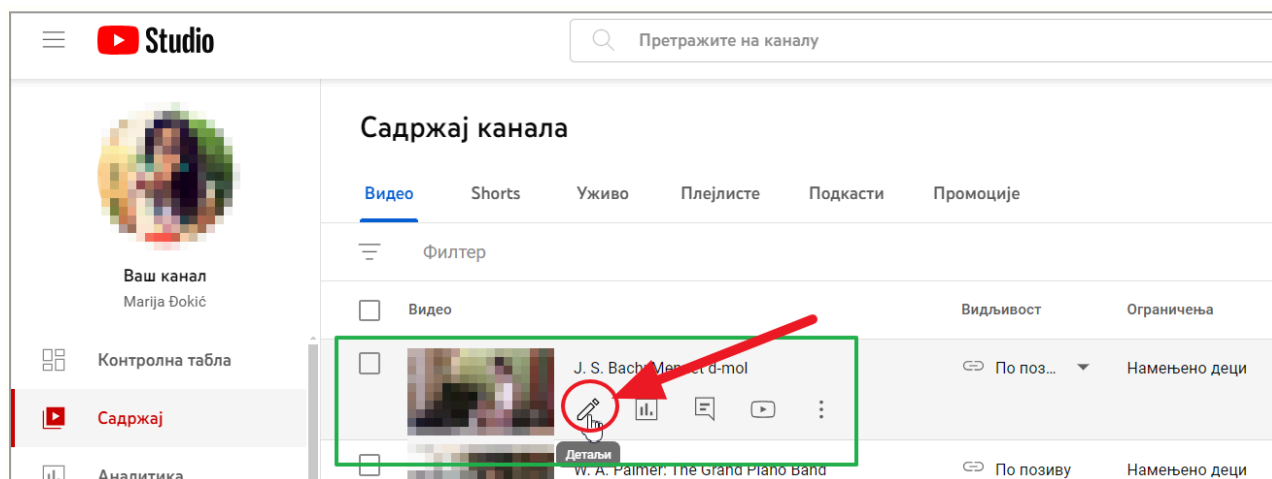 Studio
Претражите на каналу
Садржај канала
Видео Shorts Уживо Плејлисте Подкасти Промоције
Филтер
Ваш канал
Marija Đokić
Видео Видљивост Ограничења
Контролна табла
J. S. Bach: Menuet d-mol
По поз... Намењено деци
Садржај
Детаљи
W. A. Palmer: The Grand Piano Band
По позиву Намењено деци
Аналитика